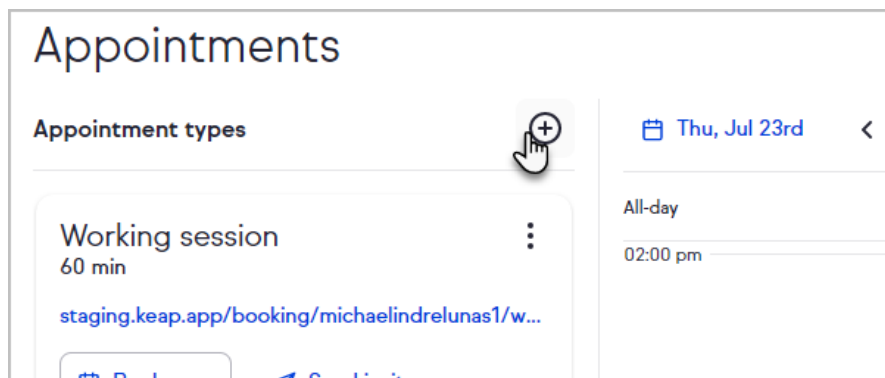 Appointments
Appointment types
Thu, Jul 23rd
Working session
60 min
staging.keap.app/booking/michaelindrelunas1/w...
All-day
02:00 pm